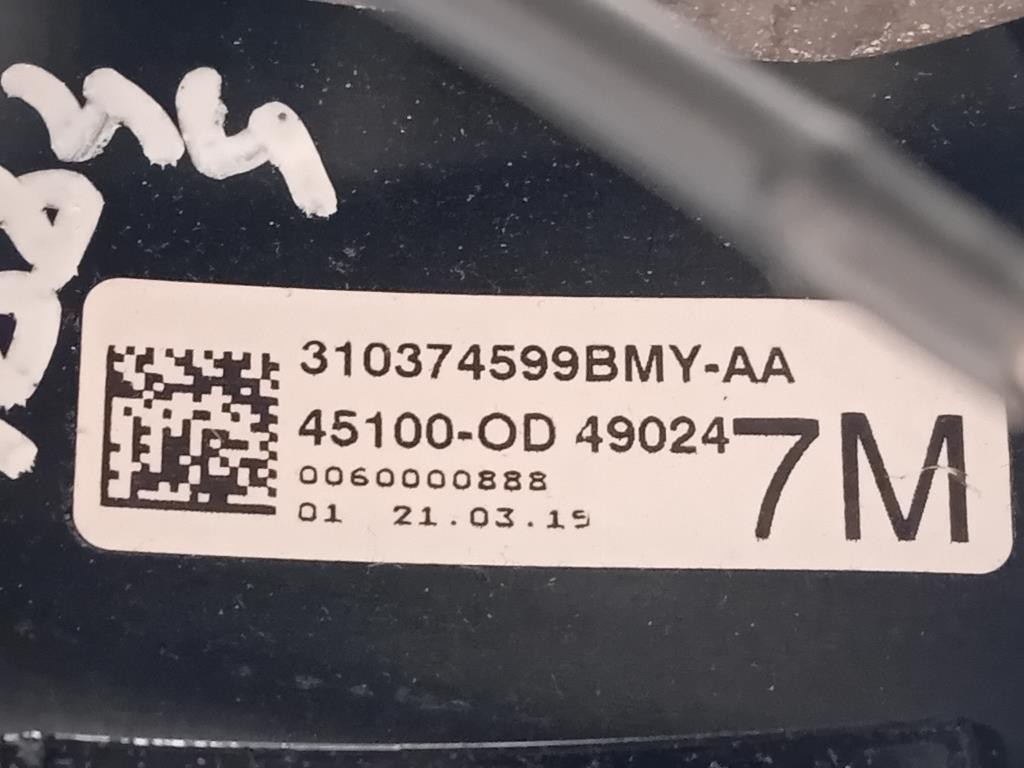 310374599BMY-AA
45100-OD 49024
7M
0060000888
01 21.03.19